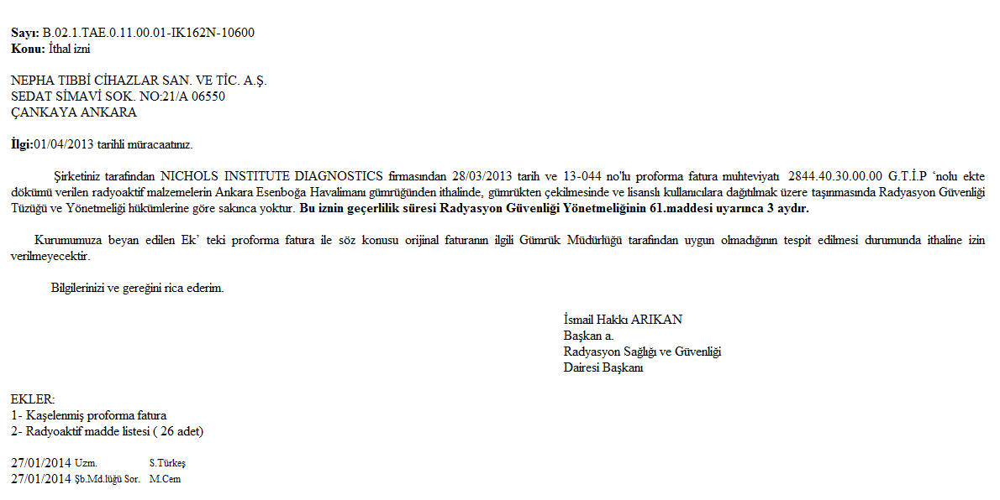 Sayı: B.02.1.TAE.0.11.00.01-IK162N-10600
Konu: İthal izni
NEPHA TIBBİ CİHAZLAR SAN. VE TİC. A.Ş.
SEDAT SİMAVİ SOK. NO:21/A 06550
ÇANKAYA ANKARA
İlgi:01/04/2013 tarihli müracaatınız.
Şirketiniz tarafından NICHOLS INSTITUTE DIAGNOSTICS firmasından 28/03/2013 tarih ve 13-044 no'lu proforma fatura muhteviyatı 2844.40.30.00.00 G.T.İ.P ‘nolu ekte
dökümü verilen radyoaktif malzemelerin Ankara Esenboğa Havalimanı gümrüğünden ithalinde, gümrükten çekilmesinde ve lisanslı kullanıcılara dağıtılmak üzere taşınmasında Radyasyon Güvenliği
Tüzüğü ve Yönetmeliği hükümlerine göre sakınca yoktur. Bu iznin geçerlilik süresi Radyasyon Güvenliği Yönetmeliğinin 61.maddesi uyarınca 3 aydır.
Kurumumuza beyan edilen Ek’ teki proforma fatura ile söz konusu orijinal faturanın ilgili Gümrük Müdürlüğü tarafından uygun olmadığının tespit edilmesi durumunda ithaline izin
verilmeyecektir.
Bilgilerinizi ve gereğini rica ederim.
İsmail Hakkı ARIKAN
Başkan a.
Radyasyon Sağlığı ve Güvenliği
Dairesi Başkanı
EKLER:
1- Kaşelenmiş proforma fatura
2- Radyoaktif madde listesi ( 26 adet)
27/01/2014 Uzm. S.Türkeş
27/01/2014 Şb.Md.lüğü Sor. M.Cem